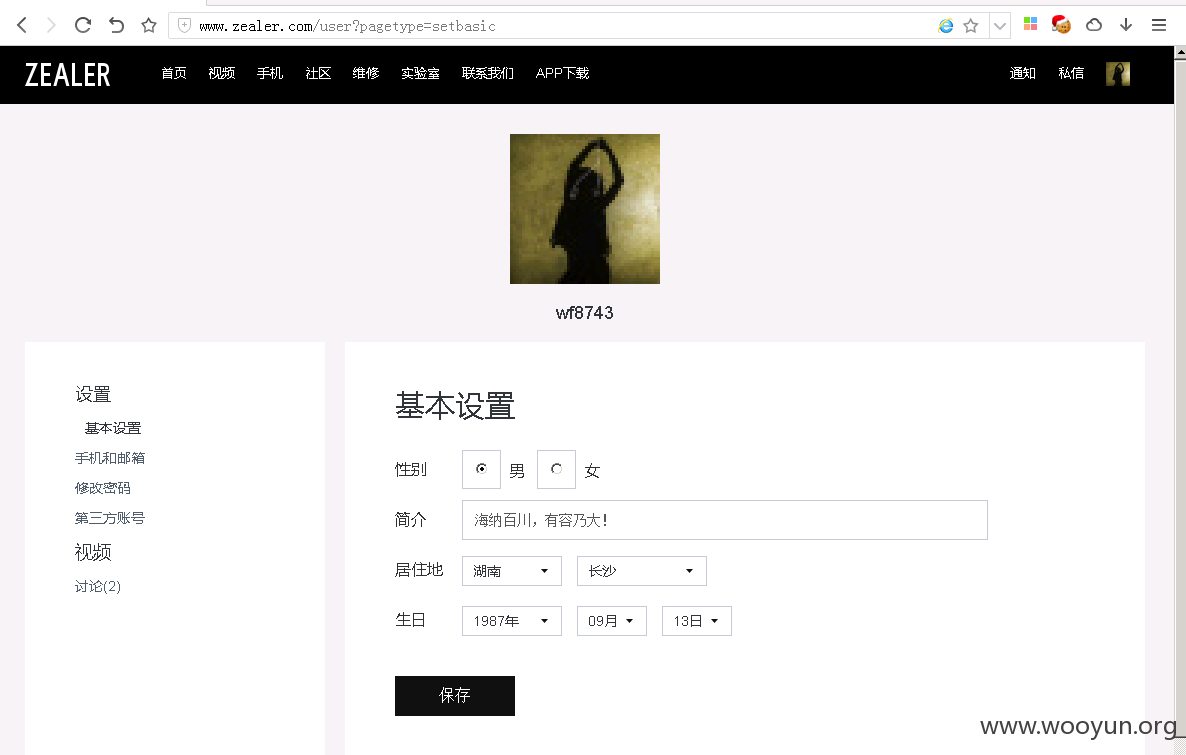 www.zealer.com/user?pagetype=setbasic
ZEALER 首页 视频 手机 社区 维修 实验室 联系我们 APP下载 通知 私信
wf8743
设置
基本设置
手机和邮箱
修改密码
第三方账号
视频
讨论(2)
基本设置
性别 男 女
简介 海纳百川，有容乃大！
居住地 湖南 长沙
生日 1987年 09月 13日
保存
www.wooyun.org